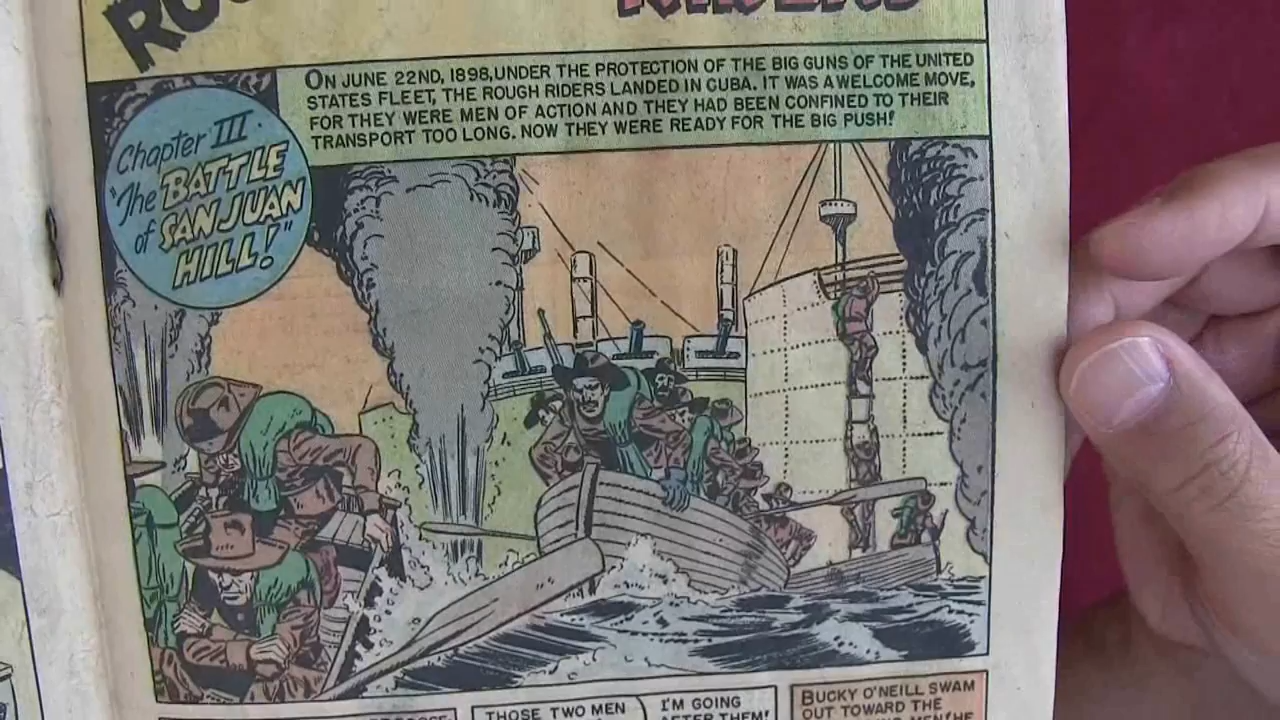 ON JUNE 22ND, 1898, UNDER THE PROTECTION OF THE BIG GUNS OF THE UNITED
STATES FLEET, THE ROUGH RIDERS LANDED IN CUBA. IT WAS A WELCOME MOVE,
FOR THEY WERE MEN OF ACTION AND THEY HAD BEEN CONFINED TO THEIR
TRANSPORT TOO LONG. NOW THEY WERE READY FOR THE BIG PUSH!
Chapter III.
"The BATTLE
of SAN JUAN
HILL!"
THOSE TWO MEN
I'M GOING
AFTER THEM!
BUCKY O'NEILL SWAM
OUT TOWARD THE